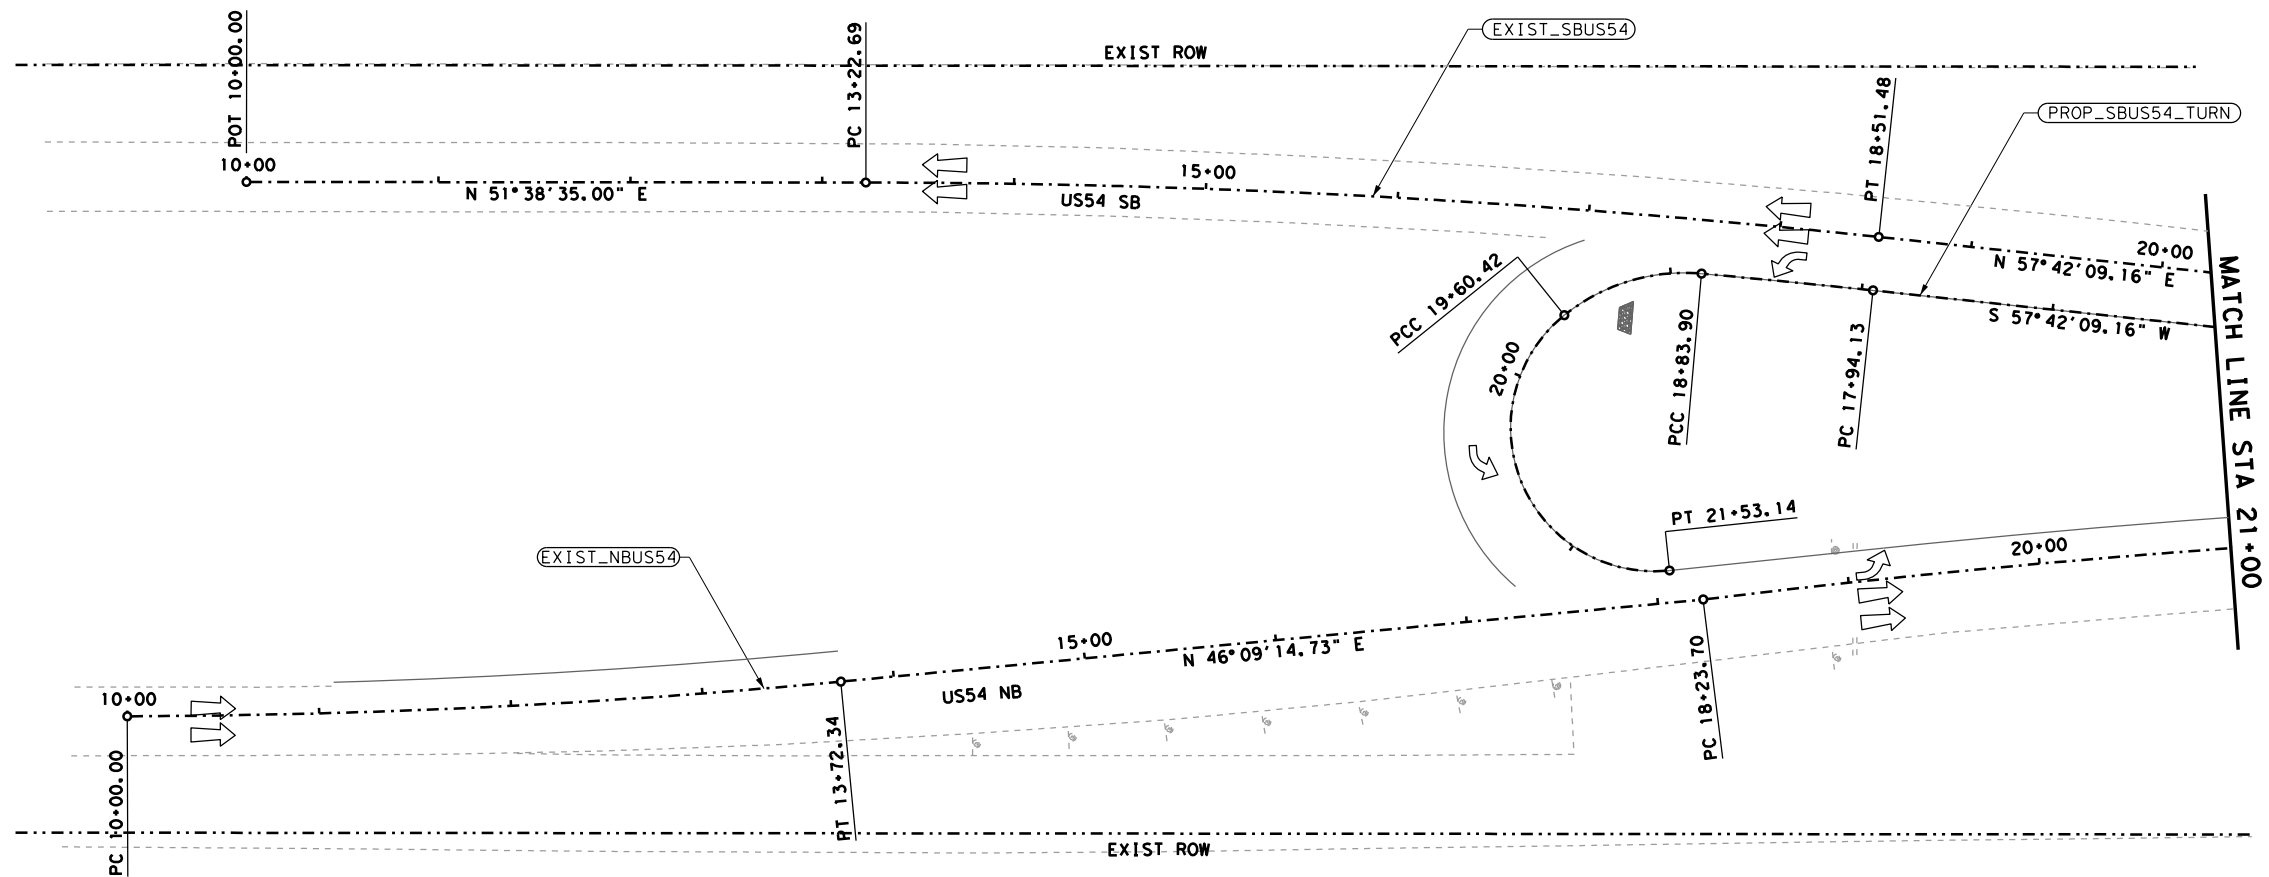 POT 10+00.00
PC 13+22.69
EXIST ROW
EXIST_SBUS54
PT 18+51.48
PROP_SBUS54_TURN
10+00
N 51°38'35.00" E
15+00
US54 SB
20+00
N 57°42'09.16" E
S 57°42'09.16" W
PCC 19+60.42
20+00
PCC 18+83.90
PC 17+94.13
MATCH LINE STA 21+00
PT 21+53.14
EXIST_NBUS54
20+00
15+00
N 46°09'14.73" E
US54 NB
10+00
PC 10+00.00
PT 13+72.34
PC 18+23.70
EXIST ROW